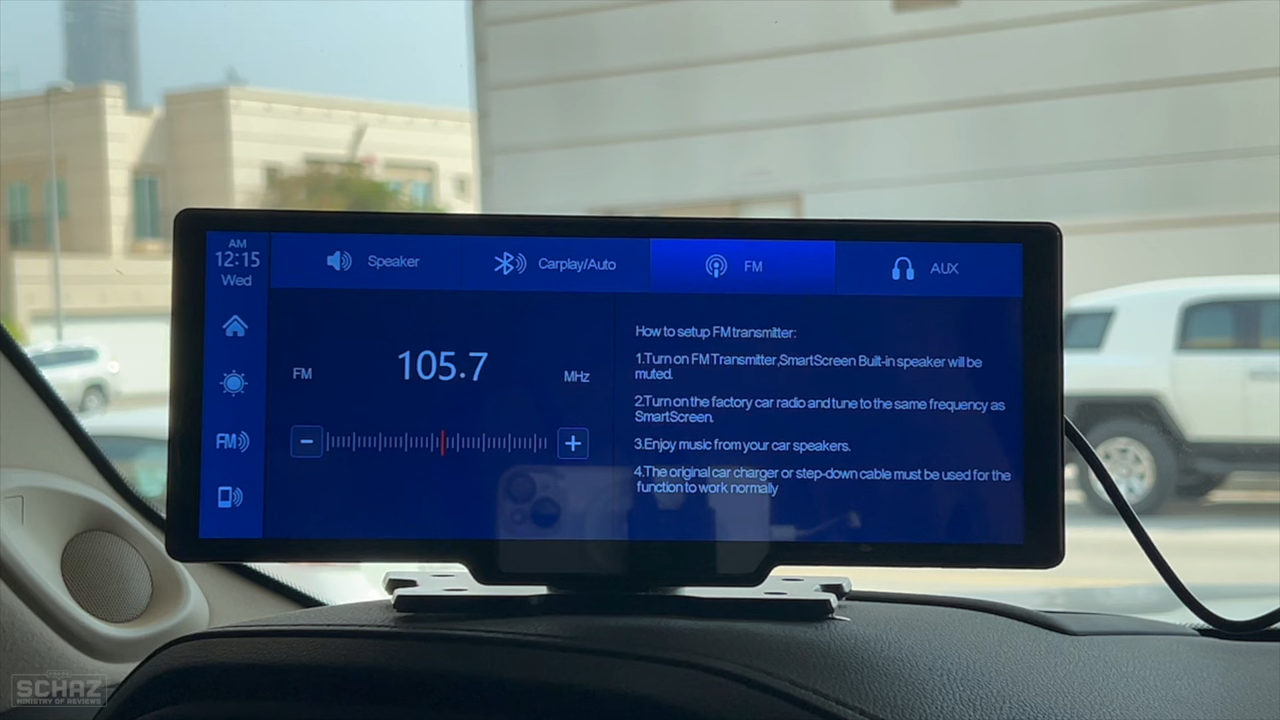 AM
12:15
Wed
Speaker
Carplay/Auto
FM
AUX
FM
105.7
MHz
FM
How to setup FM transmitter:
1.Turn on FM Transmitter,SmartScreen Built-in speaker will be
muted.
2.Turn on the factory car radio and tune to the same frequency as
SmartScreen.
3.Enjoy music from your car speakers.
4.The original car charger or step-down cable must be used for the
function to work normally
SCHAZ
MINISTRY OF REVIEWS